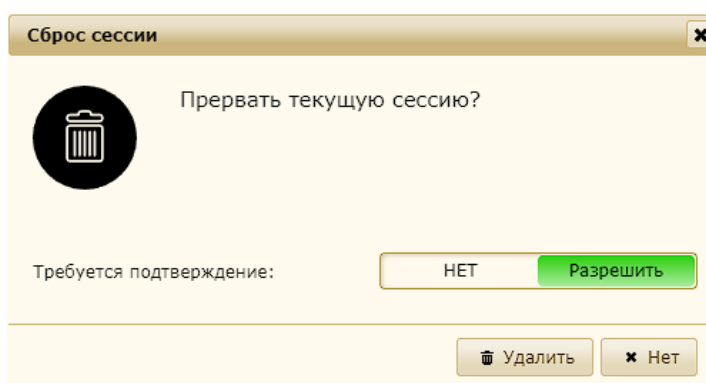 Сброс сессии
Прервать текущую сессию?
Требуется подтверждение:
НЕТ
Разрешить
Удалить
Нет